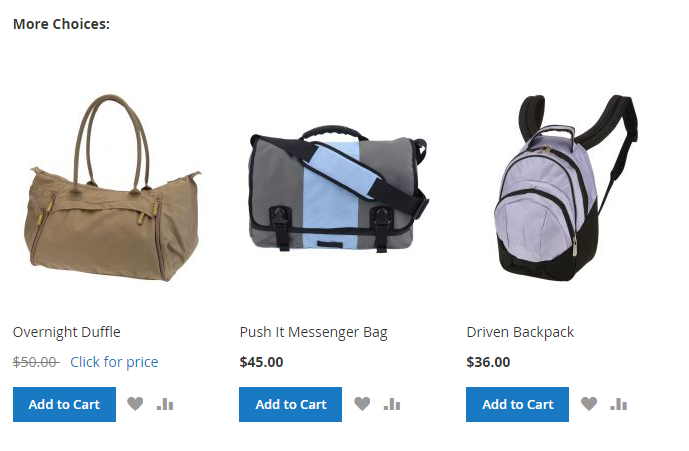 More Choices:
Overnight Duffle
$50.00 Click for price
Add to Cart
Push It Messenger Bag
$45.00
Add to Cart
Driven Backpack
$36.00
Add to Cart